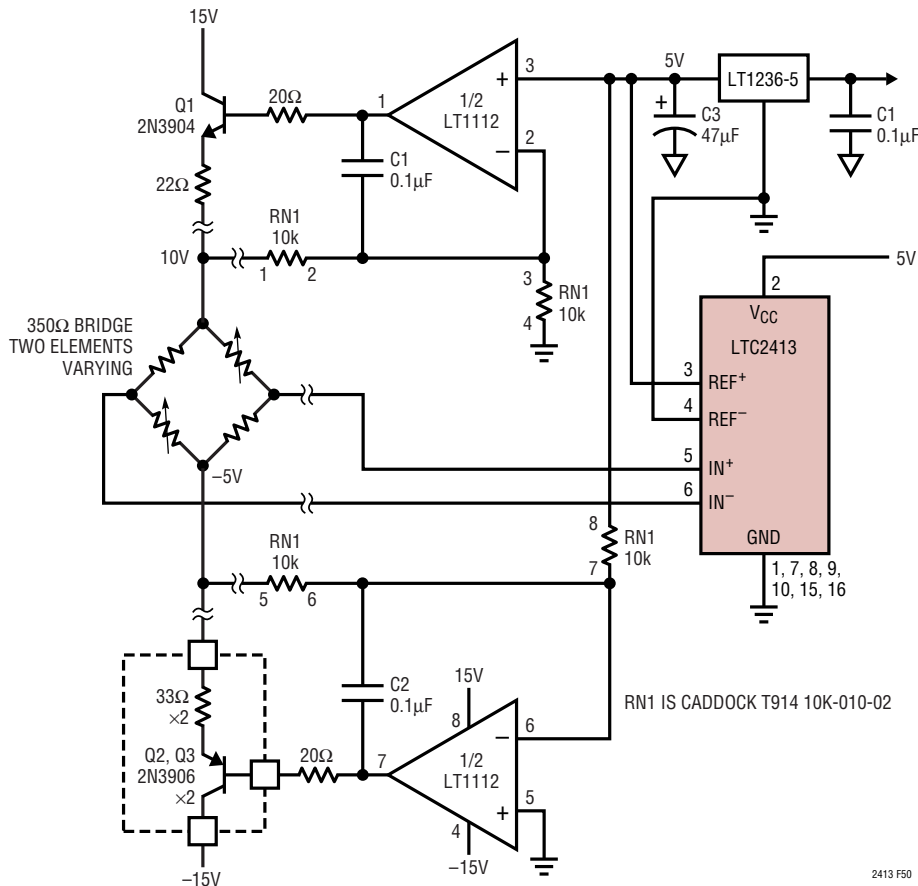 15V
Q1
2N3904
20Ω
1
1/2
LT1112
+
3
−
2
5V
LT1236-5
+
C3
47µF
C1
0.1µF
C1
0.1µF
22Ω
RN1
10k
10V
1
2
3
4
RN1
10k
5V
2
VCC
LTC2413
350Ω BRIDGE
TWO ELEMENTS
VARYING
3
REF+
4
REF−
−5V
5
IN+
6
IN−
GND
1, 7, 8, 9,
10, 15, 16
8
7
RN1
10k
RN1
10k
5
6
C2
0.1µF
15V
8
33Ω
×2
Q2, Q3
2N3906
×2
20Ω
7
1/2
LT1112
−
6
+
5
4
−15V
−15V
RN1 IS CADDOCK T914 10K-010-02
2413 F50